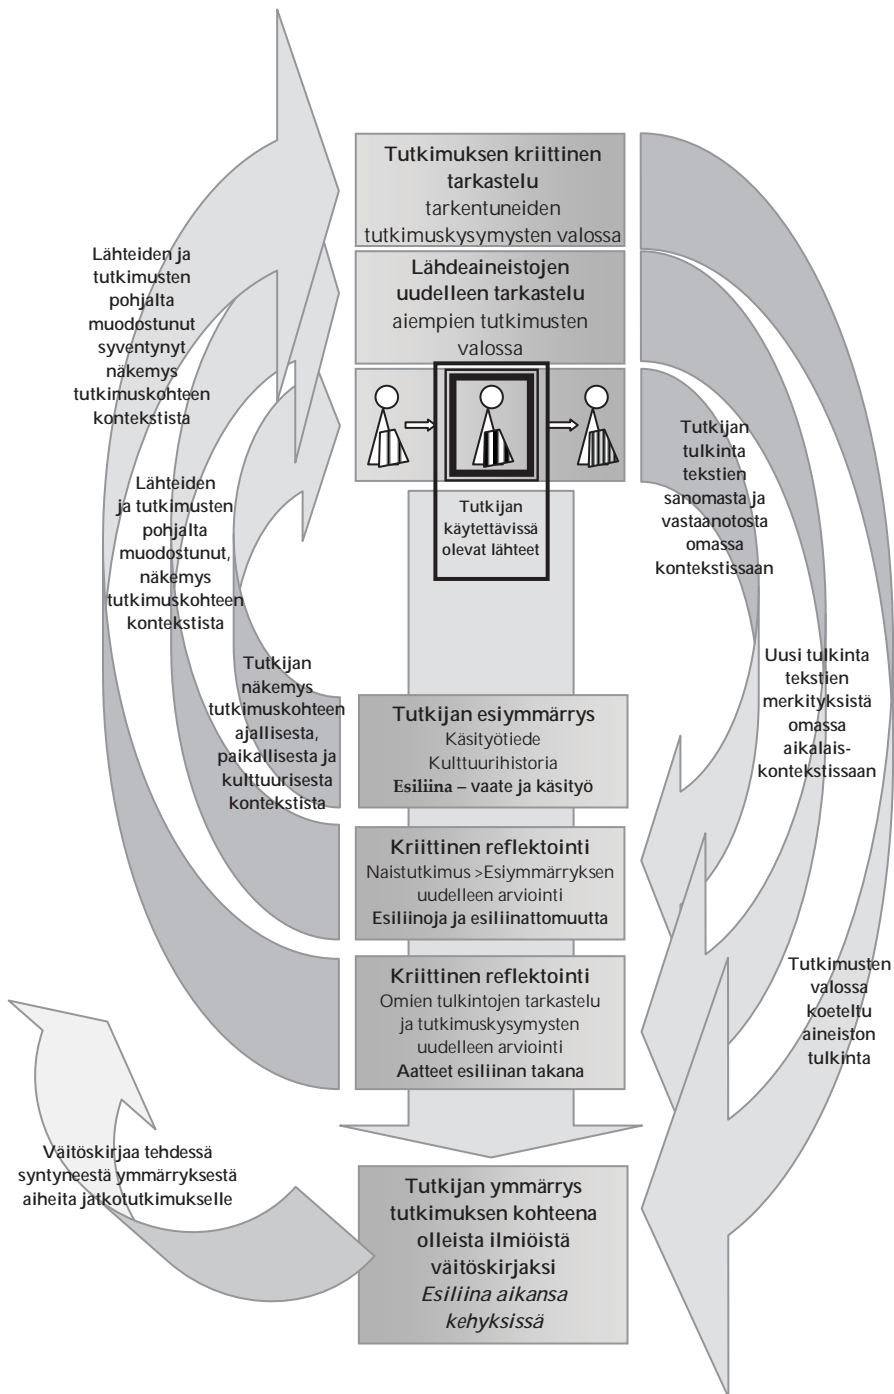 Tutkimuksen kriittinen
tarkastelu
tarkentuneiden
tutkimuskysymysten valossa
Lähdeaineistojen
uudelleen tarkastelu
aiempien tutkimusten
valossa
Lähteiden ja
tutkimusten
pohjalta
muodostunut
syventynyt
näkemys
tutkimuskohteen
kontekstista
Lähteiden
ja tutkimusten
pohjalta
muodostunut,
näkemys
tutkimuskohteen
kontekstista
Tutkijan
näkemys
tutkimuskohteen
ajallisesta,
paikallisesta ja
kulttuurisesta
kontekstista
Tutkijan
käytettävissä
olevat lähteet
Tutkijan
tulkinta
tekstien
sanomasta ja
vastaanotosta
omassa
kontekstissaan
Uusi tulkinta
tekstien
merkityksistä
omassa
aikalais-
kontekstissaan
Tutkimusten
valossa
koeteltu
aineiston
tulkinta
Tutkijan esiymmärrys
Käsityötiede
Kulttuurihistoria
Esiliina – vaate ja käsityö
Kriittinen reflektointi
Naistutkimus >Esiymmärryksen
uudelleen arviointi
Esiliinoja ja esiliinattomuutta
Kriittinen reflektointi
Omien tulkintojen tarkastelu
ja tutkimuskysymysten
uudelleen arviointi
Aatteet esiliinan takana
Väitöskirjaa tehdessä
syntyneestä ymmärryksestä
aiheita jatkotutkimukselle
Tutkijan ymmärrys
tutkimuksen kohteena
olleista ilmiöistä
väitöskirjaksi
Esiliina aikansa
kehyksissä